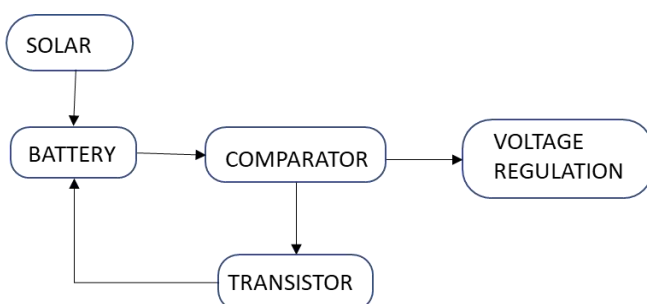 SOLAR
BATTERY
COMPARATOR
VOLTAGE
REGULATION
TRANSISTOR